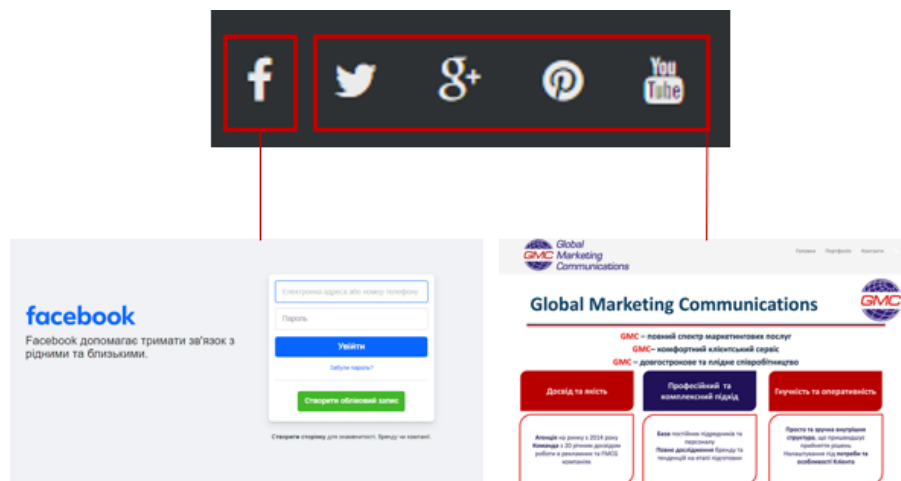 f
g+
You
Tube
facebook
Facebook допомагає тримати зв'язок з
рідними та близькими.
Електронна адреса або номер телефону
Пароль
Увійти
Забули пароль?
Створити обліковий запис
Створити сторінку для знаменитості, бренду чи компанії.
GMC
Global
Marketing
Communications
Головна Портфоліо Контакти
Global Marketing Communications
GMC
GMC – повний спектр маркетингових послуг
GMC– комфортний клієнтський сервіс
GMC – довгострокове та плідне співробітництво
Досвід та якість
Професійний та
комплексний підхід
Гнучкість та оперативність
Агенція на ринку з 2014 року
Команда з 20 річним досвідом
роботи в рекламних та FMCG
компаніях
База постійних підрядників та
персоналу
Повне дослідження бренду та
тенденцій на етапі підготовки
Проста та зручна внутрішня
структура, що пришвидшує
прийняття рішень
Налаштування під потреби та
особливості Клієнта